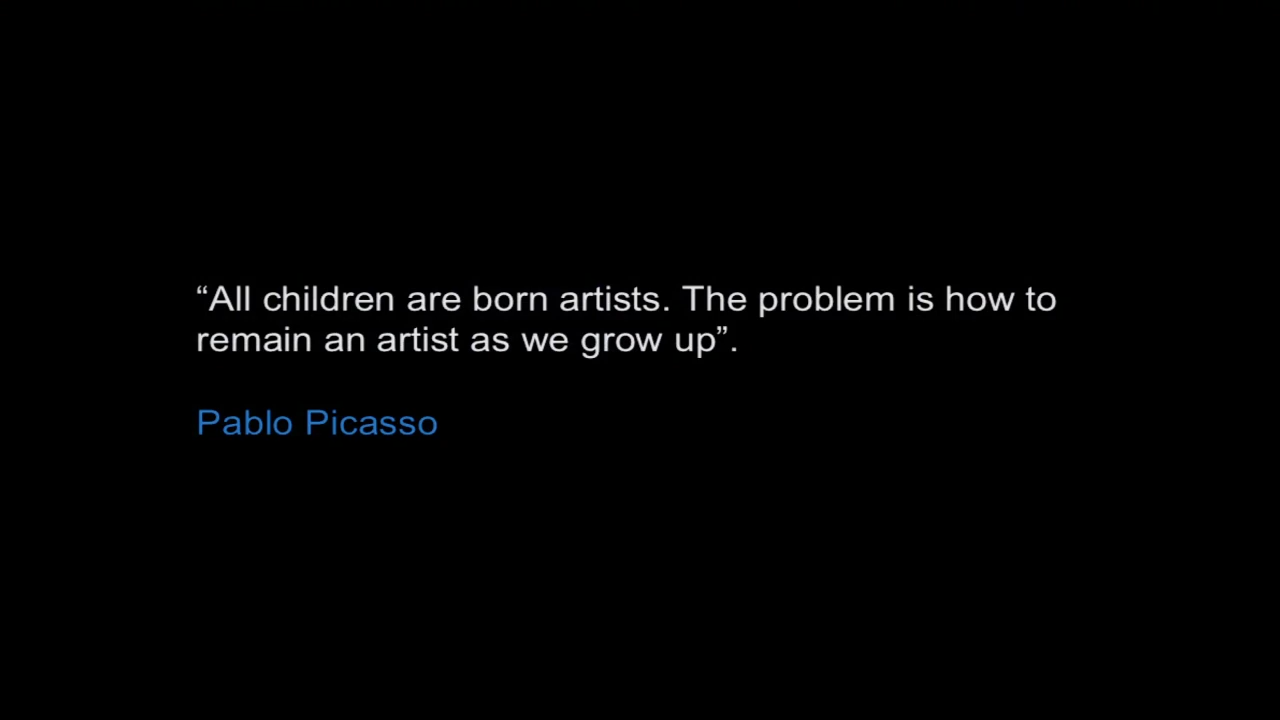 “All children are born artists. The problem is how to
remain an artist as we grow up”.
Pablo Picasso